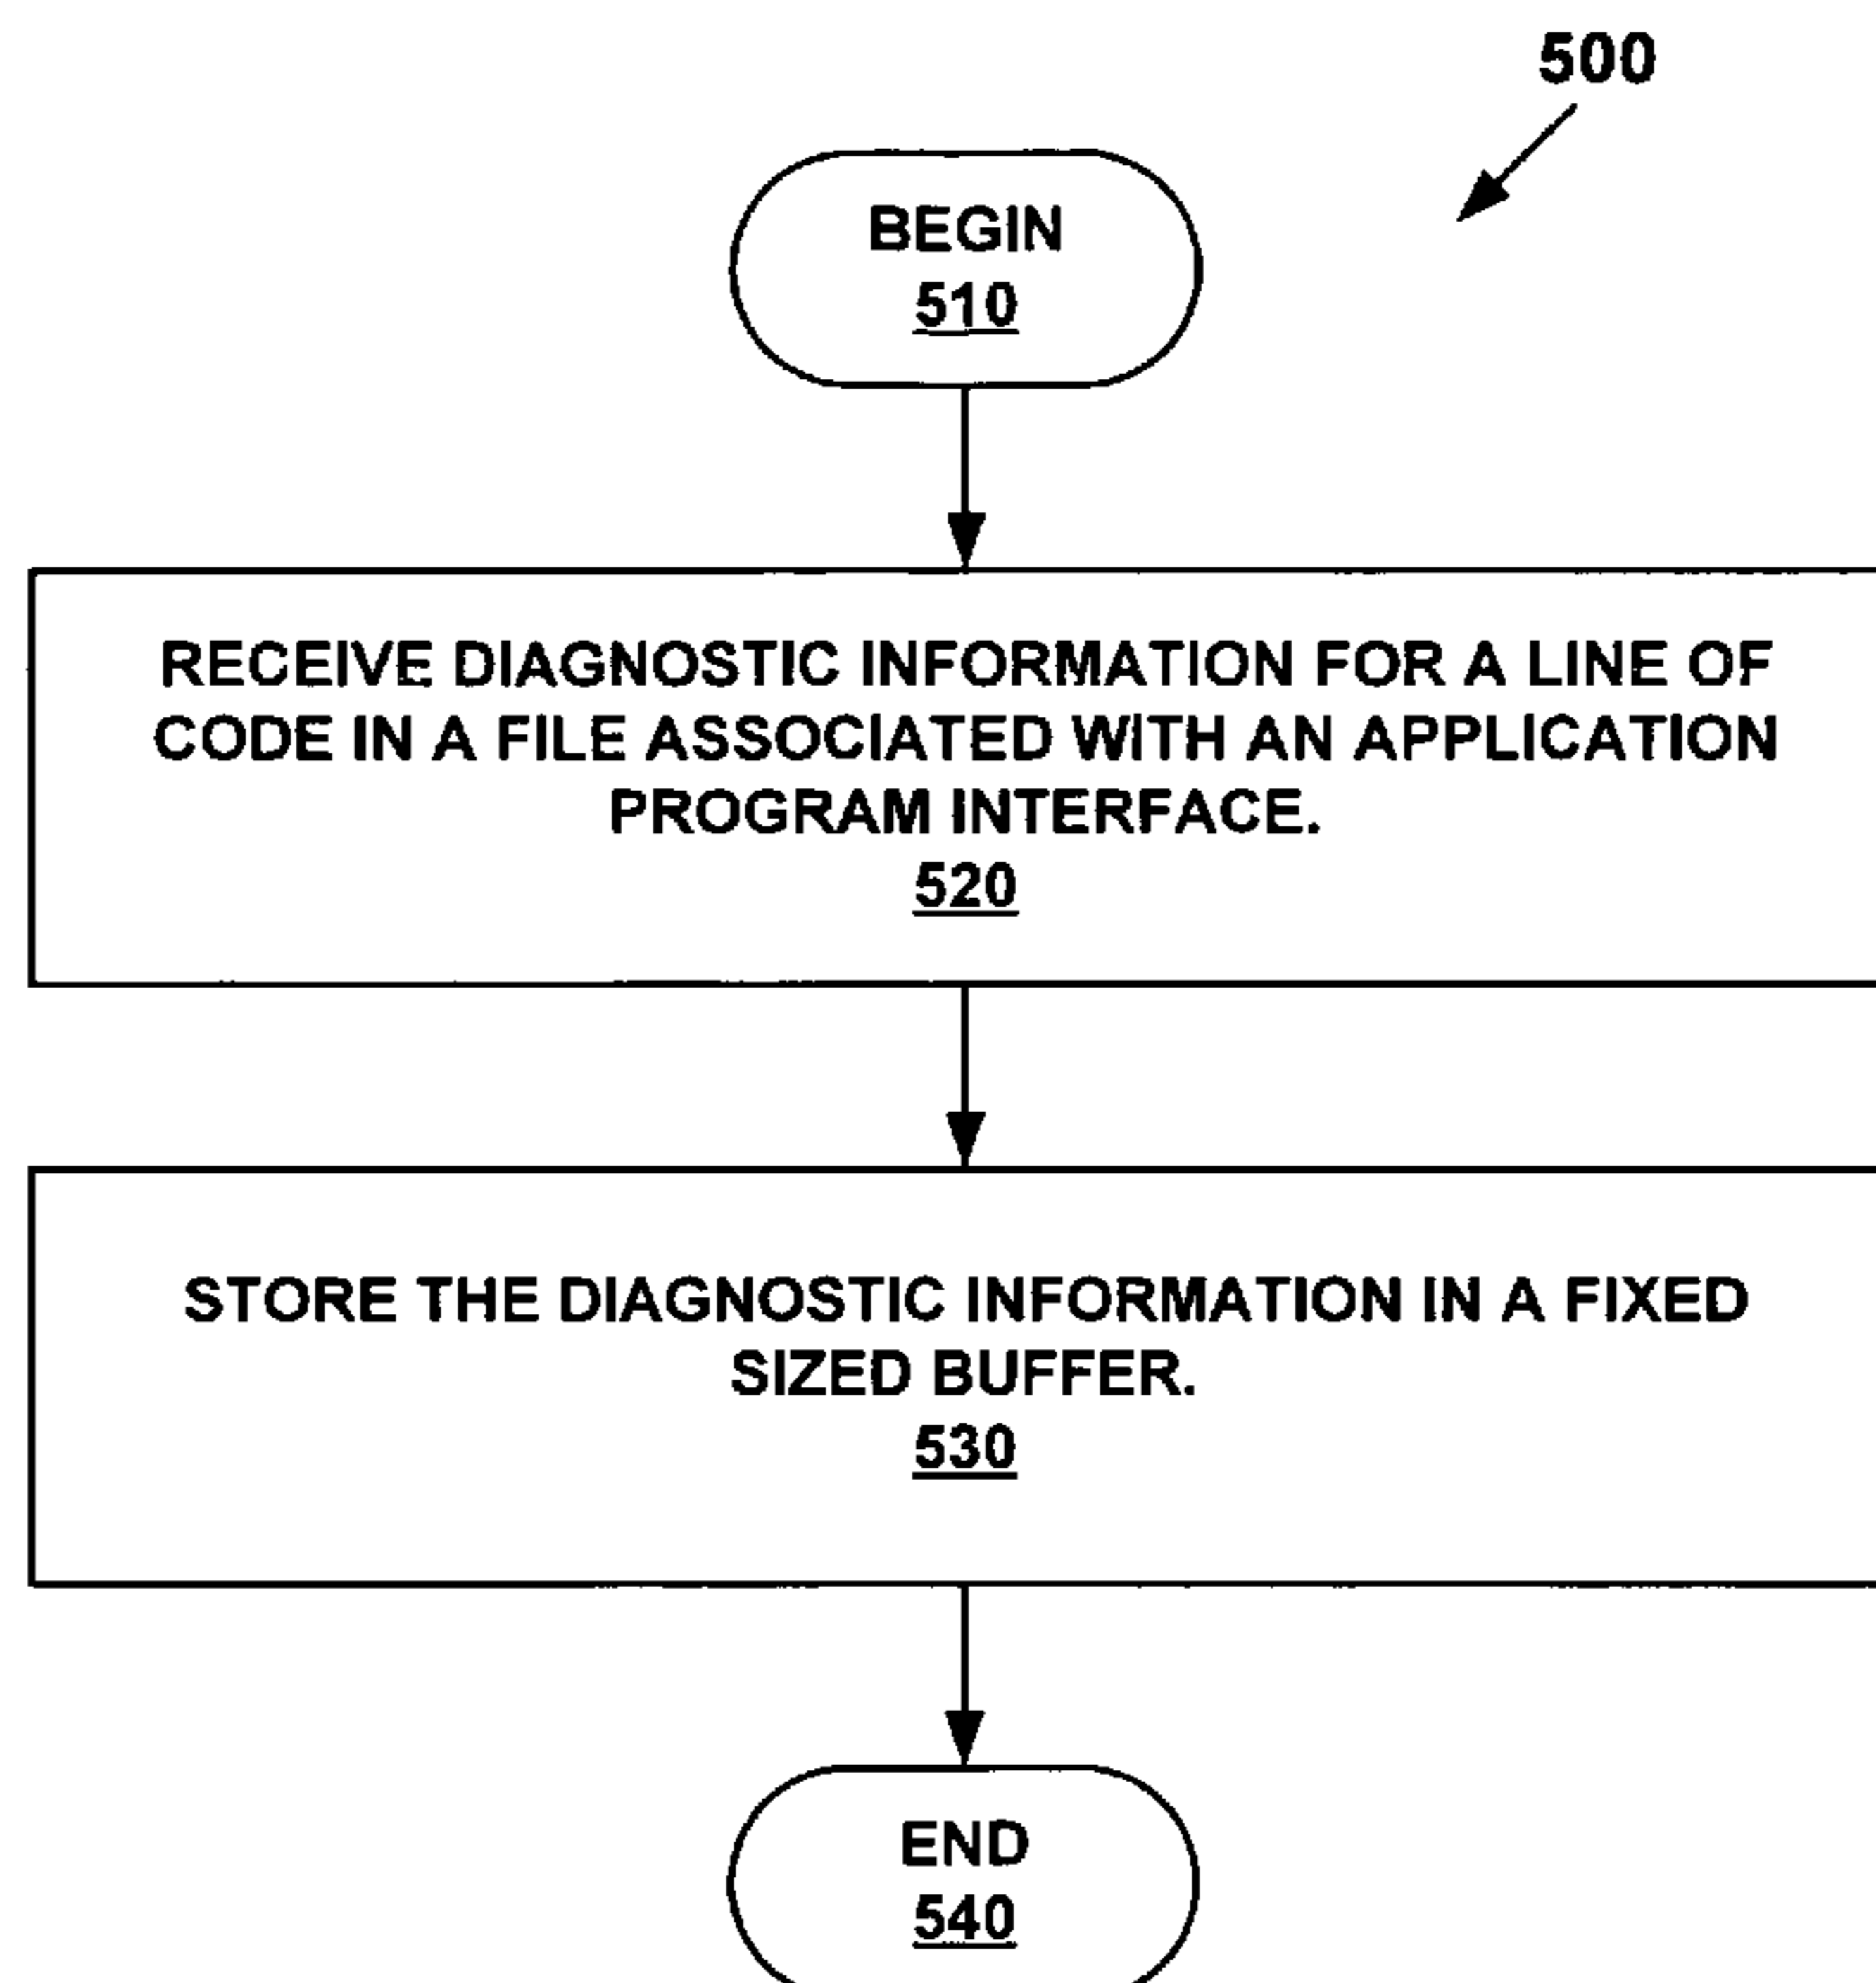 500
BEGIN
510
RECEIVE DIAGNOSTIC INFORMATION FOR A LINE OF
CODE IN A FILE ASSOCIATED WITH AN APPLICATION
PROGRAM INTERFACE.
520
STORE THE DIAGNOSTIC INFORMATION IN A FIXED
SIZED BUFFER.
530
END
540